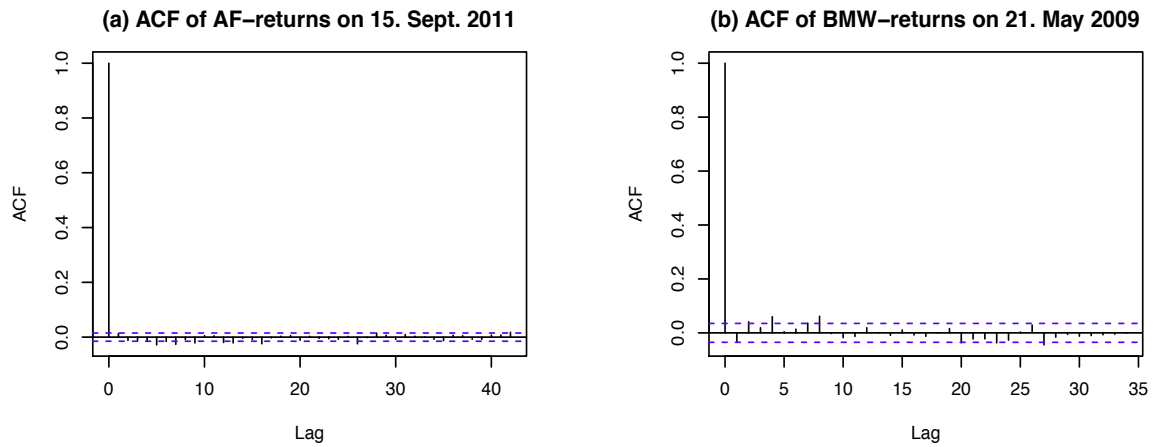 (a) ACF of AF−returns on 15. Sept. 2011
ACF
0.0 0.2 0.4 0.6 0.8 1.0
0 10 20 30 40
Lag
(b) ACF of BMW−returns on 21. May 2009
ACF
0.0 0.2 0.4 0.6 0.8 1.0
0 5 10 15 20 25 30 35
Lag